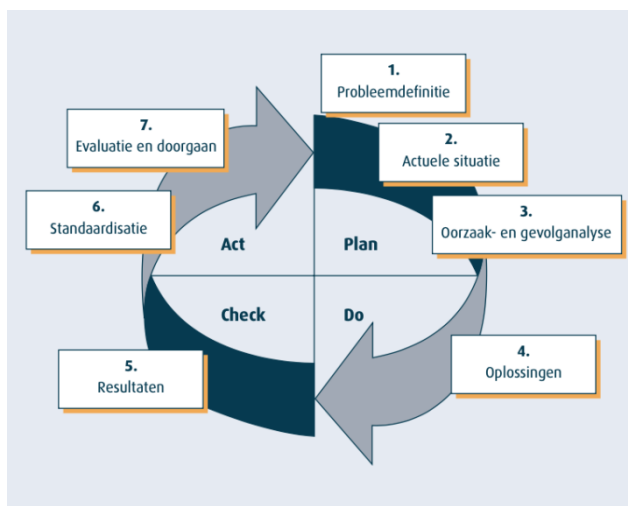 1.
Probleemdefinitie
2.
Actuele situatie
3.
Oorzaak- en gevolganalyse
4.
Oplossingen
5.
Resultaten
6.
Standaardisatie
7.
Evaluatie en doorgaan
Act
Plan
Check
Do